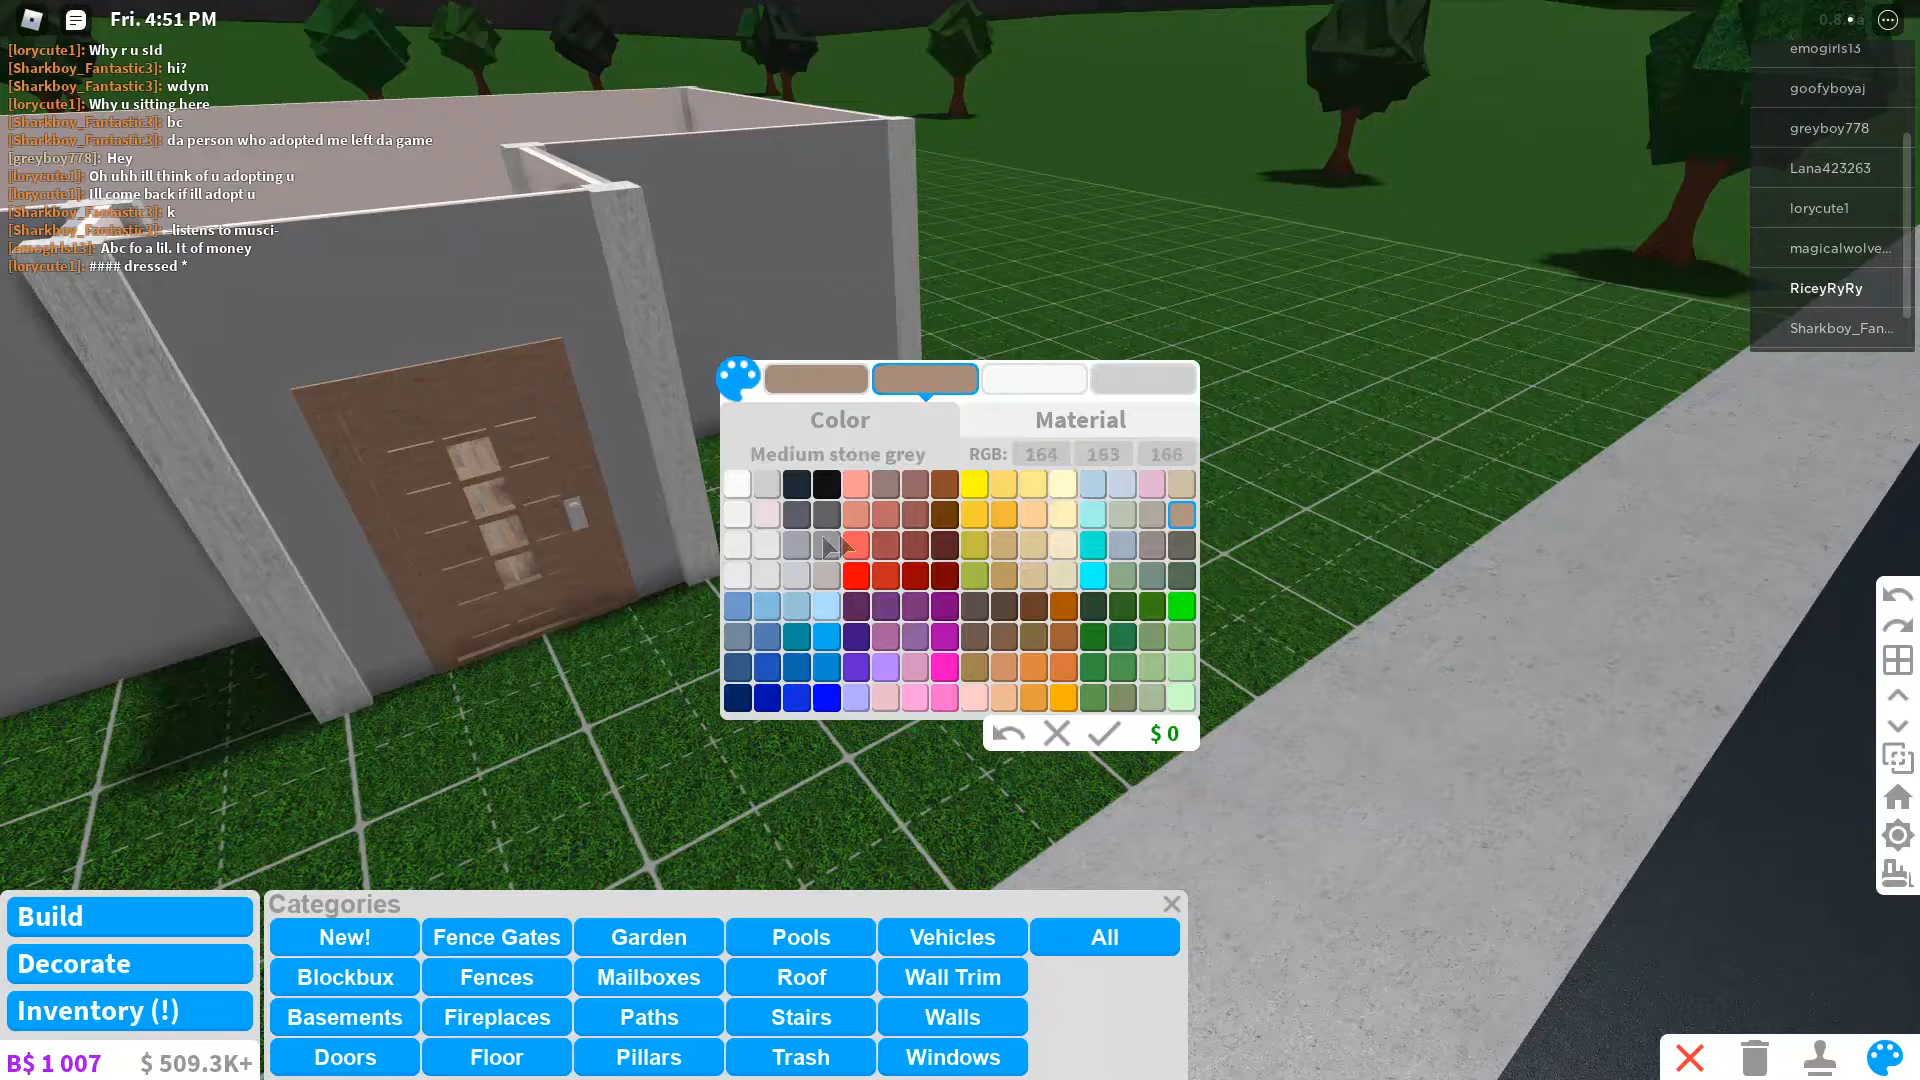 Fri. 4:51 PM
[lorycute1]: Why r u sId
[Sharkboy_Fantastic3]: hi?
[Sharkboy_Fantastic3]: wdym
[lorycute1]: Why u sitting here
[Sharkboy_Fantastic3]: bc
[Sharkboy_Fantastic3]: da person who adopted me left da game
[greyboy778]: Hey
[lorycute1]: Oh uhh ill think of u adopting u
[lorycute1]: Ill come back if ill adopt u
[Sharkboy_Fantastic3]: k
[Sharkboy_Fantastic3]: -listens to musci-
[emogirls13]: Abc fo a lil. It of money
[lorycute1]: #### dressed *
emogirls13
goofyboyaj
greyboy778
Lana423263
lorycute1
magicalwolve...
RiceyRyRy
Sharkboy_Fan...
Color
Material
Medium stone grey
RGB: 164 163 166
$ 0
Build
Decorate
Inventory (!)
B$ 1 007
$ 509.3K+
Categories
New! Fence Gates Garden Pools Vehicles All
Blockbux Fences Mailboxes Roof Wall Trim
Basements Fireplaces Paths Stairs Walls
Doors Floor Pillars Trash Windows